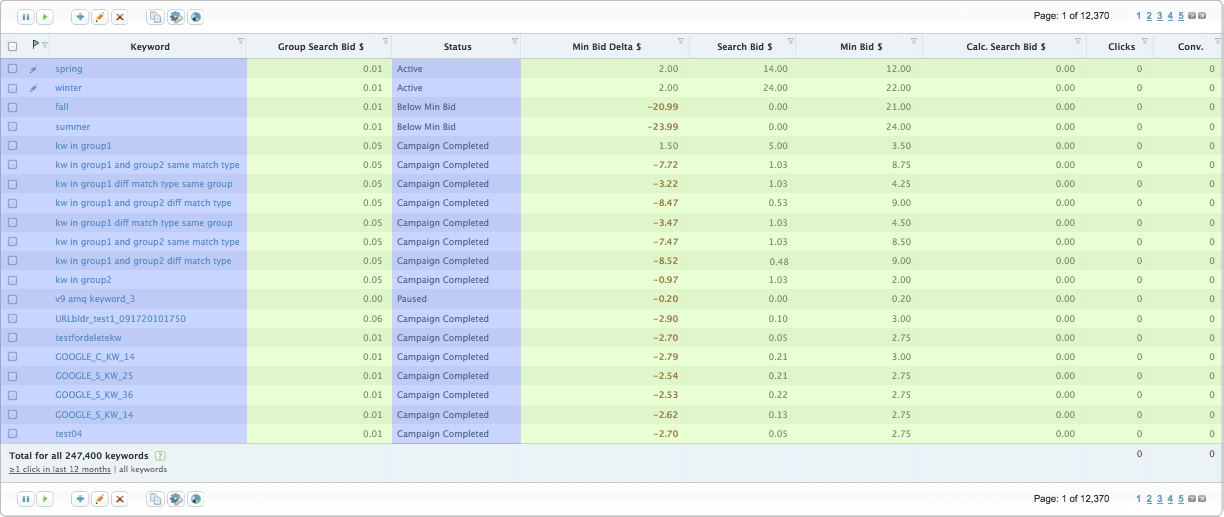 Page: 1 of 12,370 1 2 3 4 5
Keyword Group Search Bid $ Status Min Bid Delta $ Search Bid $ Min Bid $ Calc. Search Bid $ Clicks Conv.
spring 0.01 Active 2.00 14.00 12.00 0.00 0 0
winter 0.01 Active 2.00 24.00 22.00 0.00 0 0
fall 0.01 Below Min Bid −20.99 0.00 21.00 0.00 0 0
summer 0.01 Below Min Bid −23.99 0.00 24.00 0.00 0 0
kw in group1 0.05 Campaign Completed 1.50 5.00 3.50 0.00 0 0
kw in group1 and group2 same match type 0.05 Campaign Completed −7.72 1.03 8.75 0.00 0 0
kw in group1 diff match type same group 0.05 Campaign Completed −3.22 1.03 4.25 0.00 0 0
kw in group1 and group2 diff match type 0.05 Campaign Completed −8.47 0.53 9.00 0.00 0 0
kw in group1 diff match type same group 0.05 Campaign Completed −3.47 1.03 4.50 0.00 0 0
kw in group1 and group2 same match type 0.05 Campaign Completed −7.47 1.03 8.50 0.00 0 0
kw in group1 and group2 diff match type 0.05 Campaign Completed −8.52 0.48 9.00 0.00 0 0
kw in group2 0.05 Campaign Completed −0.97 1.03 2.00 0.00 0 0
v9 amq keyword_3 0.00 Paused −0.20 0.00 0.20 0.00 0 0
URLbldr_test1_091720101750 0.06 Campaign Completed −2.90 0.10 3.00 0.00 0 0
testfordeletekw 0.01 Campaign Completed −2.70 0.05 2.75 0.00 0 0
GOOGLE_C_KW_14 0.01 Campaign Completed −2.79 0.21 3.00 0.00 0 0
GOOGLE_S_KW_25 0.01 Campaign Completed −2.54 0.21 2.75 0.00 0 0
GOOGLE_S_KW_36 0.01 Campaign Completed −2.53 0.22 2.75 0.00 0 0
GOOGLE_S_KW_14 0.01 Campaign Completed −2.62 0.13 2.75 0.00 0 0
test04 0.01 Campaign Completed −2.70 0.05 2.75 0.00 0 0
Total for all 247,400 keywords ? 0 0
≥1 click in last 12 months | all keywords
Page: 1 of 12,370 1 2 3 4 5